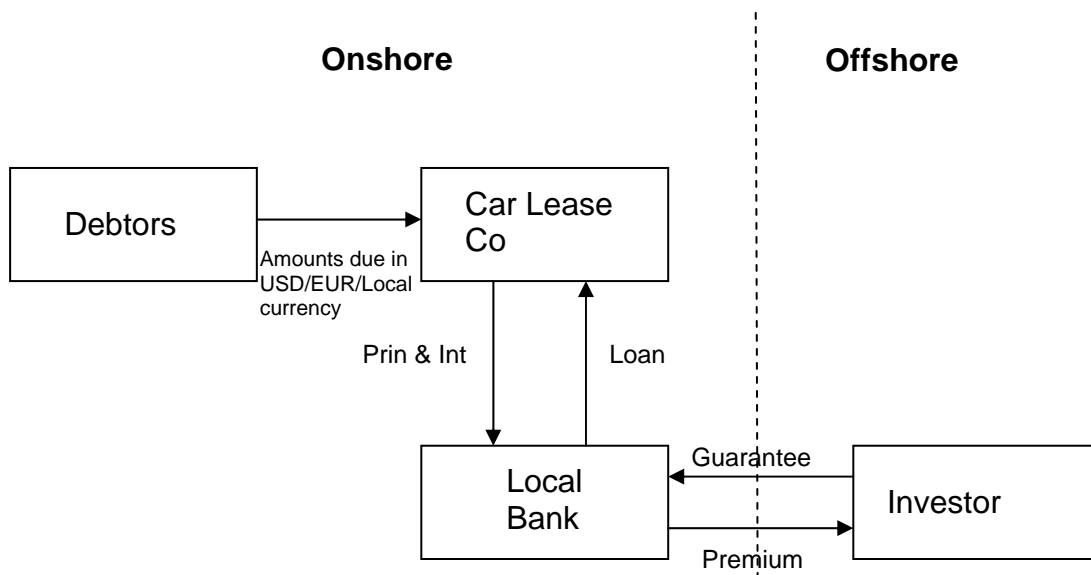 Onshore
Offshore
Debtors
Car Lease
Co
Amounts due in
USD/EUR/Local
currency
Prin & Int
Loan
Local
Bank
Guarantee
Investor
Premium